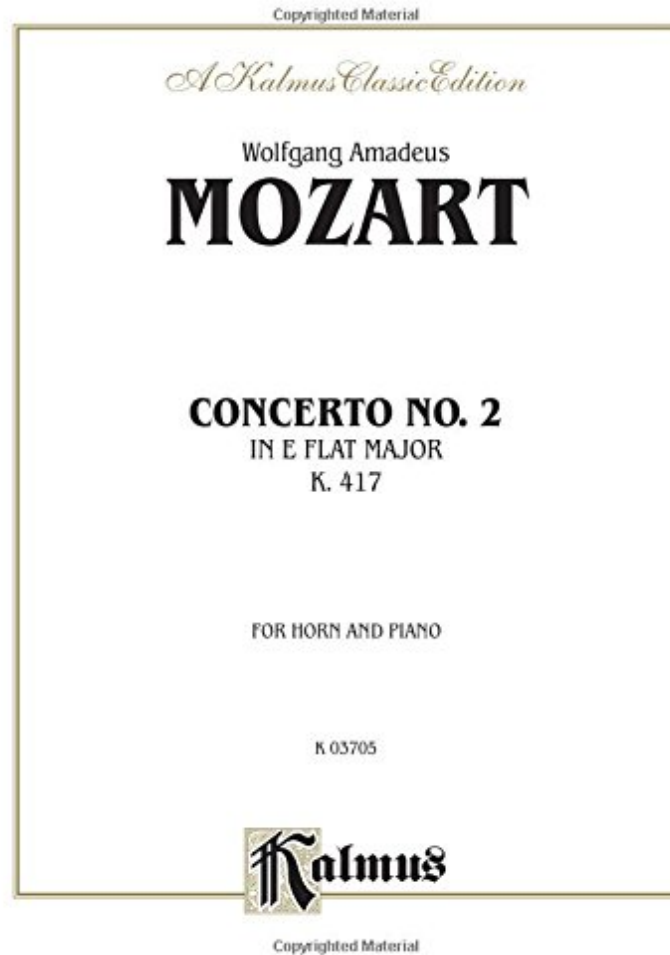 Copyrighted Material
A Kalmus Classic Edition
Wolfgang Amadeus
MOZART
CONCERTO NO. 2
IN E FLAT MAJOR
K. 417
FOR HORN AND PIANO
K 03705
Kalmus
Copyrighted Material